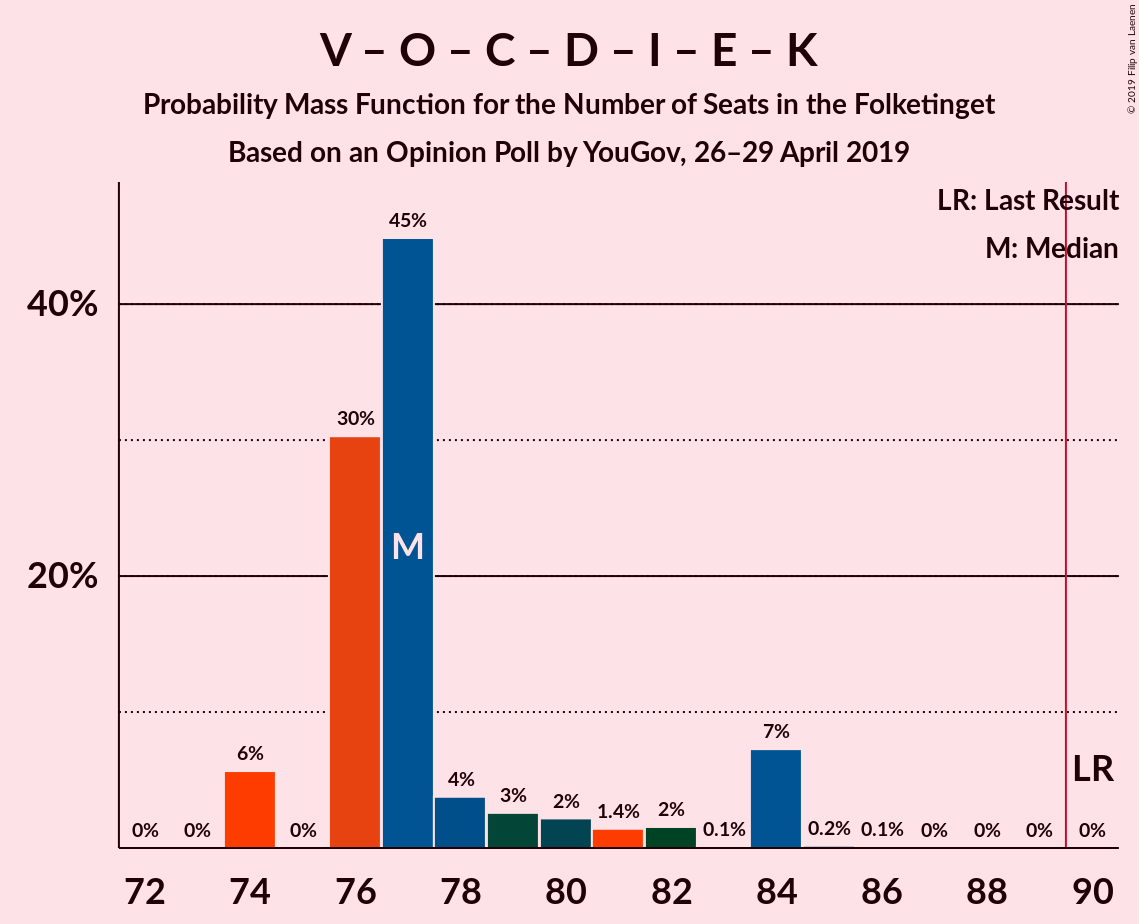 V – O – C – D – I – E – K
Probability Mass Function for the Number of Seats in the Folketinget
Based on an Opinion Poll by YouGov, 26–29 April 2019
© 2019 Filip van Laenen
LR: Last Result
M: Median
40%
20%
0%
0%
6%
0%
30%
45%
4%
3%
2%
1.4%
2%
0.1%
7%
0.2%
0.1%
0%
0%
0%
0%
M
LR
72 74 76 78 80 82 84 86 88 90